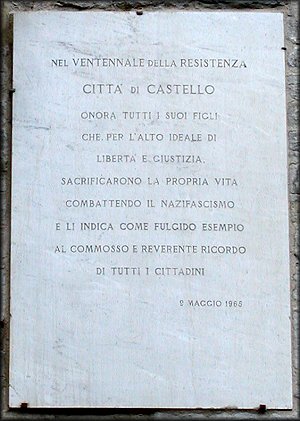 NEL VENTENNALE DELLA RESISTENZA
CITTA' DI CASTELLO
ONORA TUTTI I SUOI FIGLI
CHE, PER L'ALTO IDEALE DI
LIBERTA' E GIUSTIZIA,
SACRIFICARONO LA PROPRIA VITA
COMBATTENDO IL NAZIFASCISMO
E LI INDICA COME FULGIDO ESEMPIO
AL COMMOSSO E REVERENTE RICORDO
DI TUTTI I CITTADINI
2 MAGGIO 1965